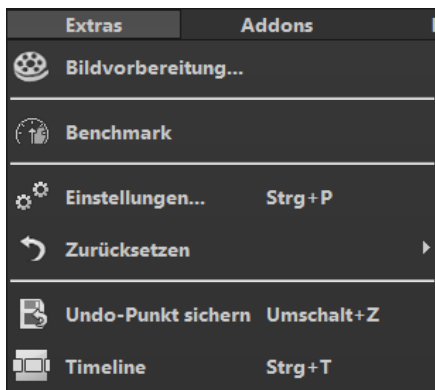 Extras Addons
Bildvorbereitung...
Benchmark
Einstellungen... Strg+P
Zurücksetzen
Undo-Punkt sichern Umschalt+Z
Timeline Strg+T